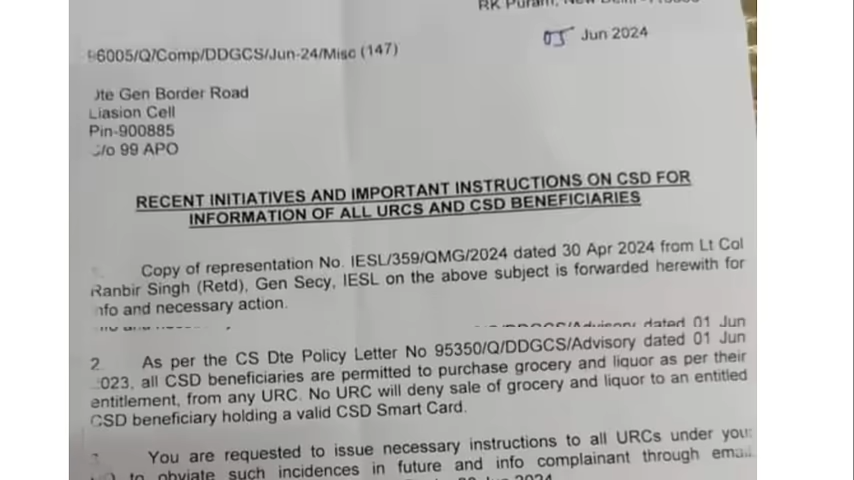 RK Puram, New Delhi
05 Jun 2024
96005/Q/Comp/DDGCS/Jun-24/Misc (147)
Dte Gen Border Road
Liasion Cell
Pin-900885
C/o 99 APO
RECENT INITIATIVES AND IMPORTANT INSTRUCTIONS ON CSD FOR
INFORMATION OF ALL URCS AND CSD BENEFICIARIES
Copy of representation No. IESL/359/QMG/2024 dated 30 Apr 2024 from Lt Col
Ranbir Singh (Retd), Gen Secy, IESL on the above subject is forwarded herewith for
info and necessary action.
DDGCS/Advisory dated 01 Jun
2. As per the CS Dte Policy Letter No 95350/Q/DDGCS/Advisory dated 01 Jun
2023, all CSD beneficiaries are permitted to purchase grocery and liquor as per their
entitlement, from any URC. No URC will deny sale of grocery and liquor to an entitled
CSD beneficiary holding a valid CSD Smart Card.
You are requested to issue necessary instructions to all URCs under your
to obviate such incidences in future and info complainant through email
Jun 2024